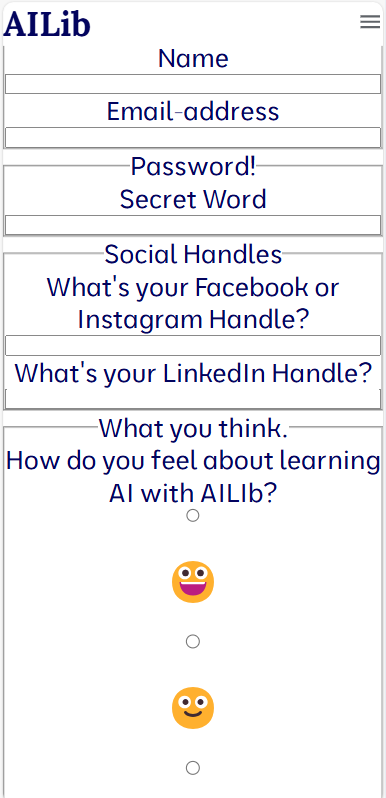 AILib
Name
Email-address
Password!
Secret Word
Social Handles
What's your Facebook or
Instagram Handle?
What's your LinkedIn Handle?
What you think.
How do you feel about learning
AI with AILIb?